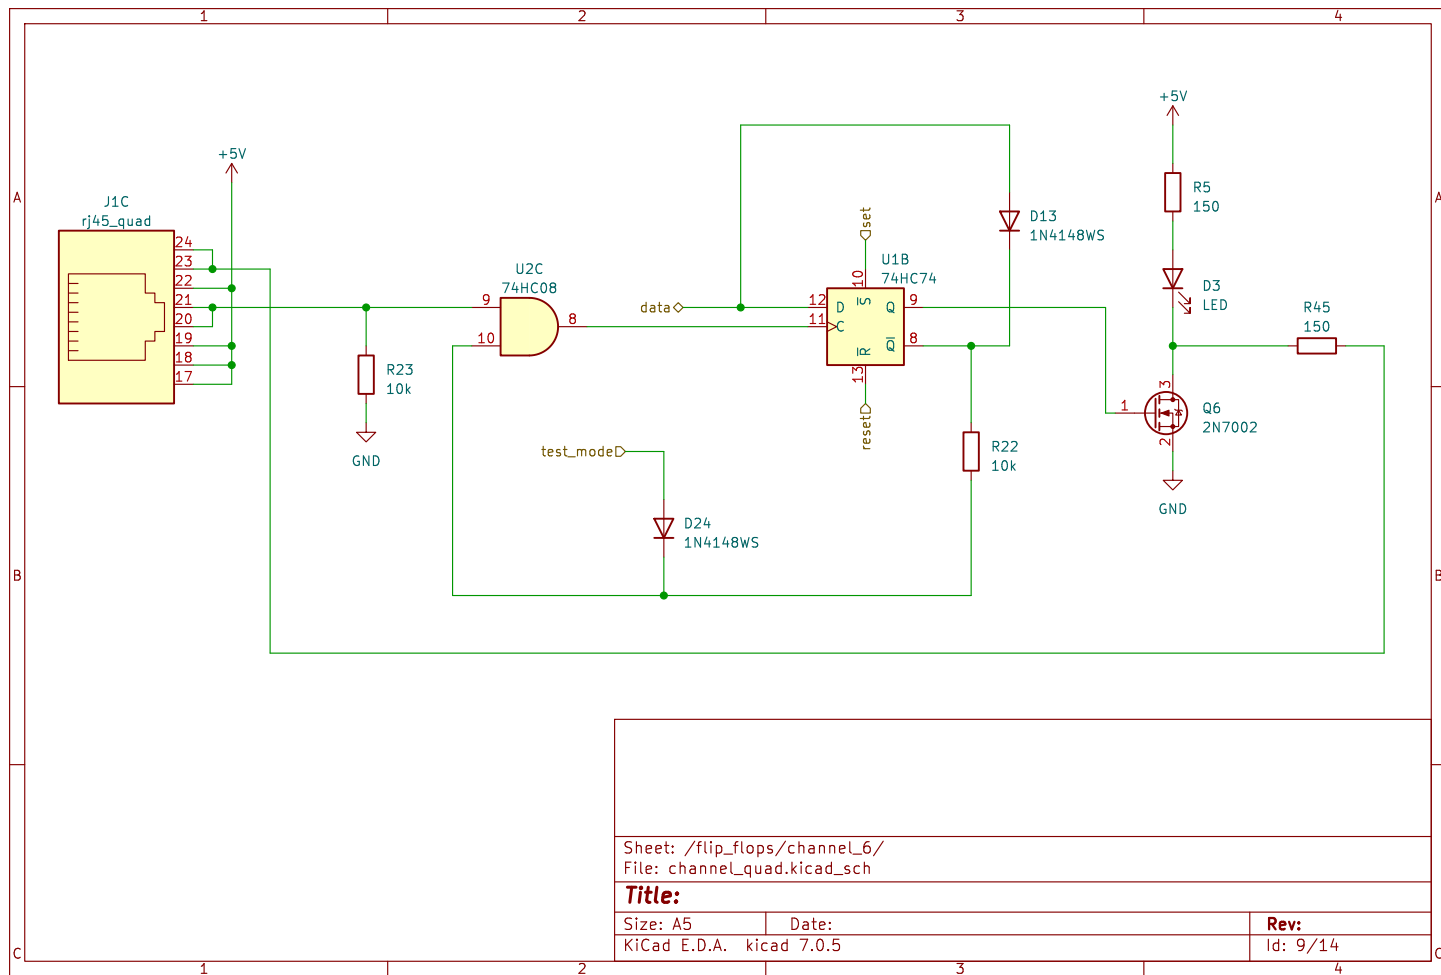 1 2 3 4
A A
B B
C C
J1C
rj45_quad
24
23
22
21
20
19
18
17
+5V
R23
10k
GND
U2C
74HC08
9
10
8
data
test_mode
D24
1N4148WS
set
reset
U1B
74HC74
12 D
11 C
10 S
13 R
Q 9
Q 8
D13
1N4148WS
R22
10k
+5V
R5
150
D3
LED
R45
150
Q6
2N7002
1
3
2
GND
Sheet: /flip_flops/channel_6/
File: channel_quad.kicad_sch
Title:
Size: A5 Date: Rev:
KiCad E.D.A. kicad 7.0.5 Id: 9/14
1 2 3 4